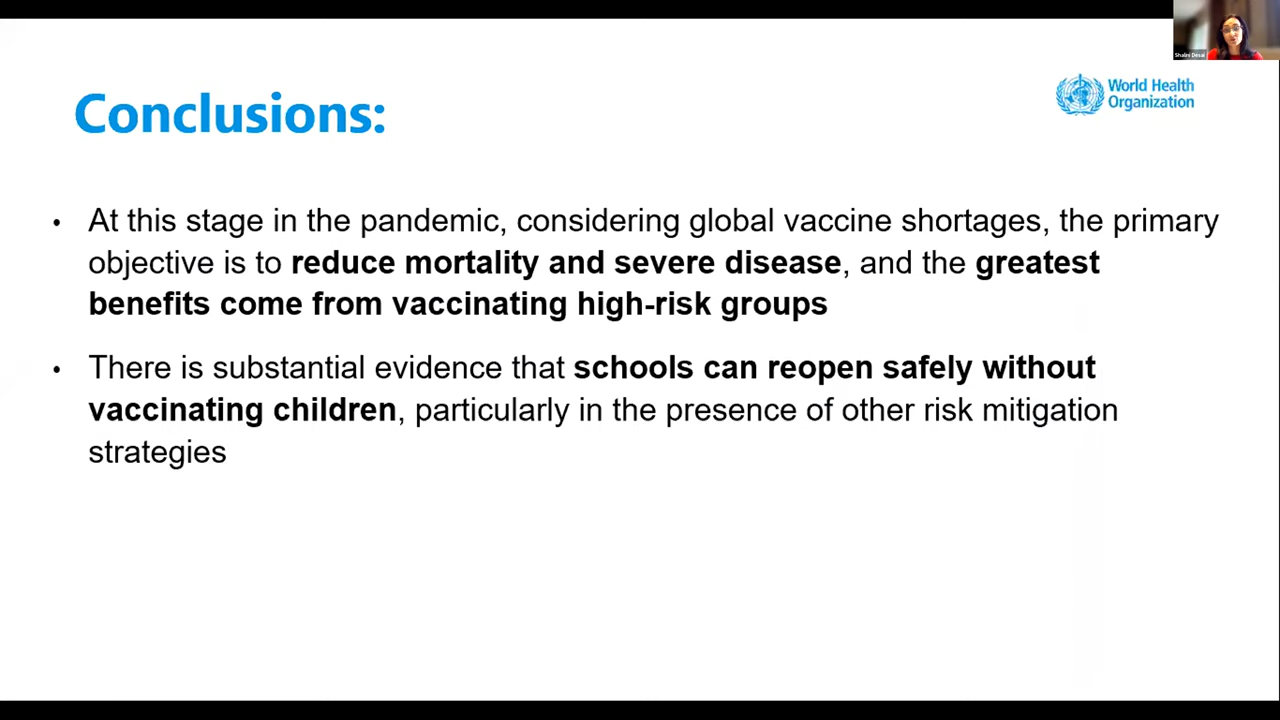 Shalni Desai
World Health
Organization
Conclusions:
• At this stage in the pandemic, considering global vaccine shortages, the primary
objective is to reduce mortality and severe disease, and the greatest
benefits come from vaccinating high-risk groups
• There is substantial evidence that schools can reopen safely without
vaccinating children, particularly in the presence of other risk mitigation
strategies